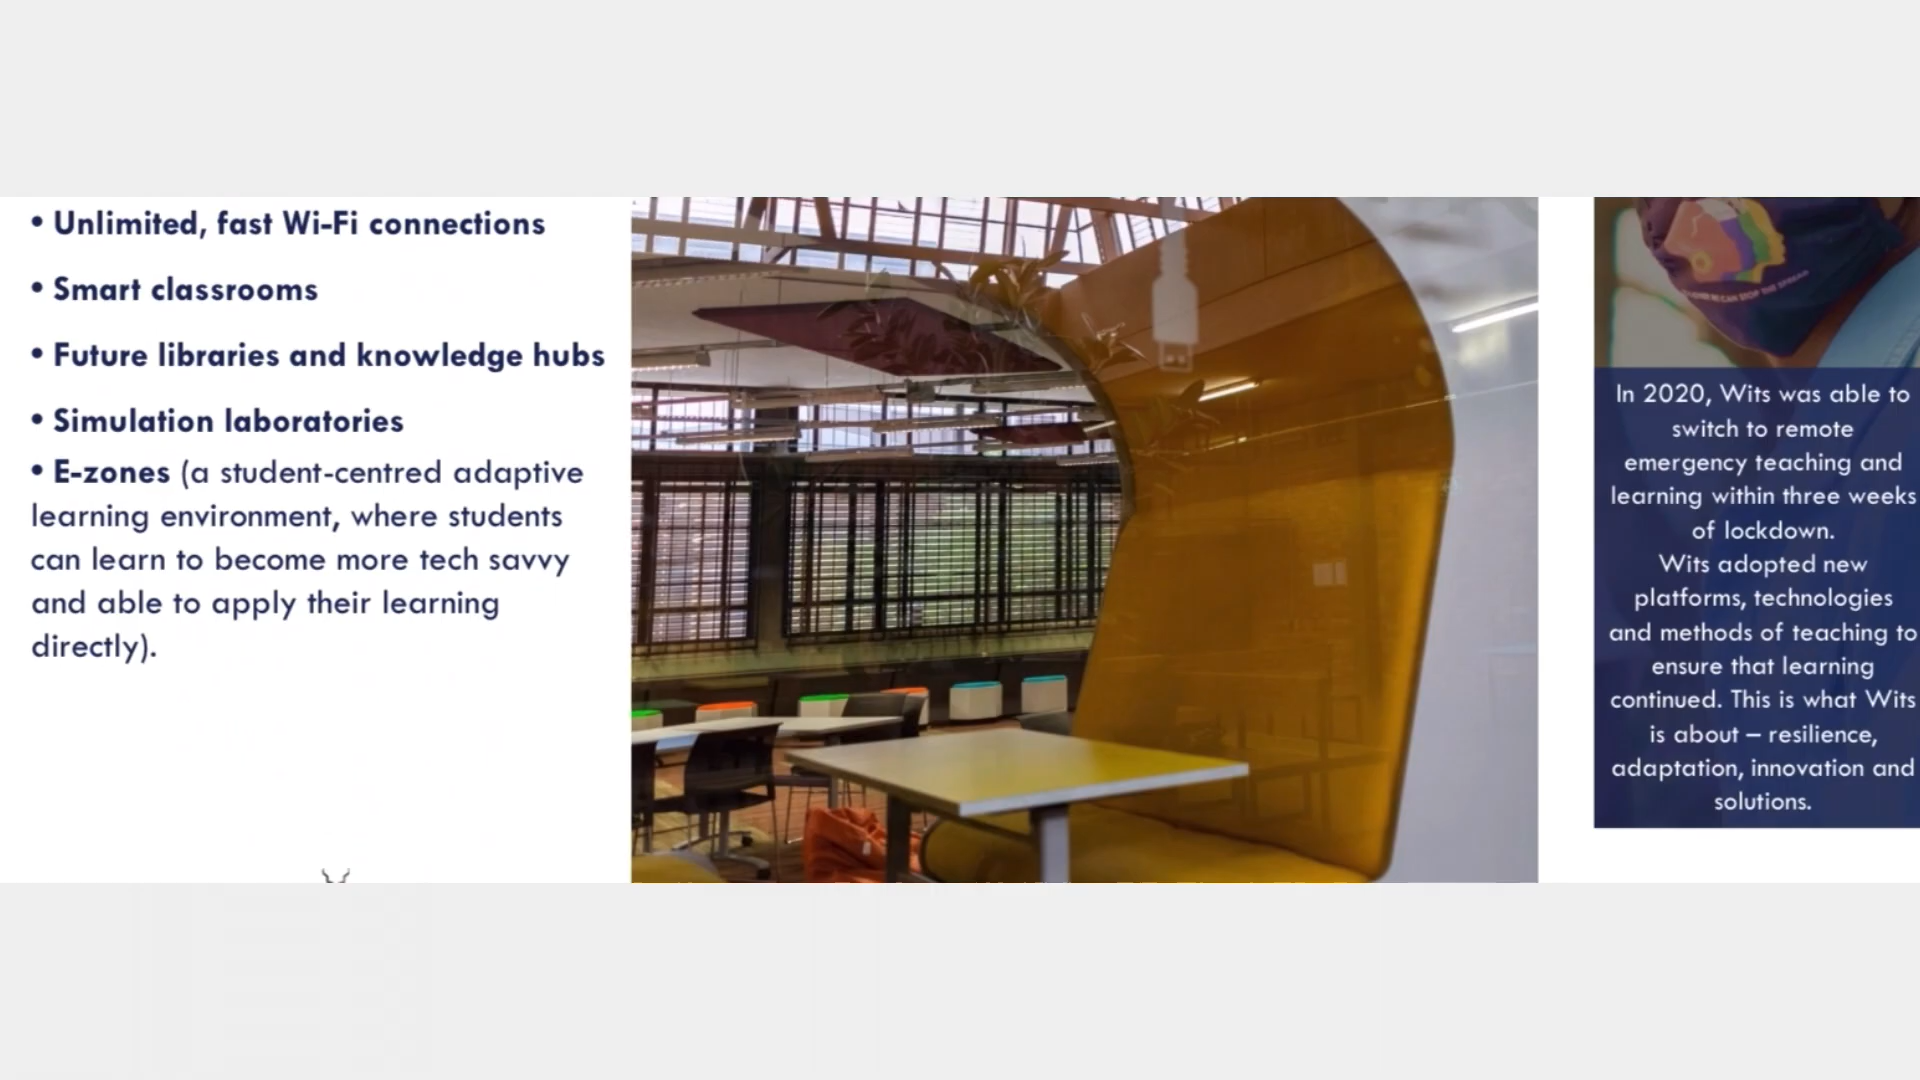 • Unlimited, fast Wi-Fi connections
• Smart classrooms
• Future libraries and knowledge hubs
• Simulation laboratories
• E-zones (a student-centred adaptive
learning environment, where students
can learn to become more tech savvy
and able to apply their learning
directly).
In 2020, Wits was able to
switch to remote
emergency teaching and
learning within three weeks
of lockdown.
Wits adopted new
platforms, technologies
and methods of teaching to
ensure that learning
continued. This is what Wits
is about – resilience,
adaptation, innovation and
solutions.